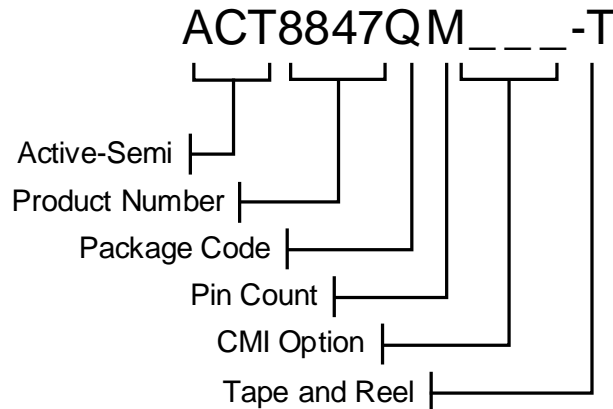 ACT8847QM_ _ _-T
Active-Semi
Product Number
Package Code
Pin Count
CMI Option
Tape and Reel